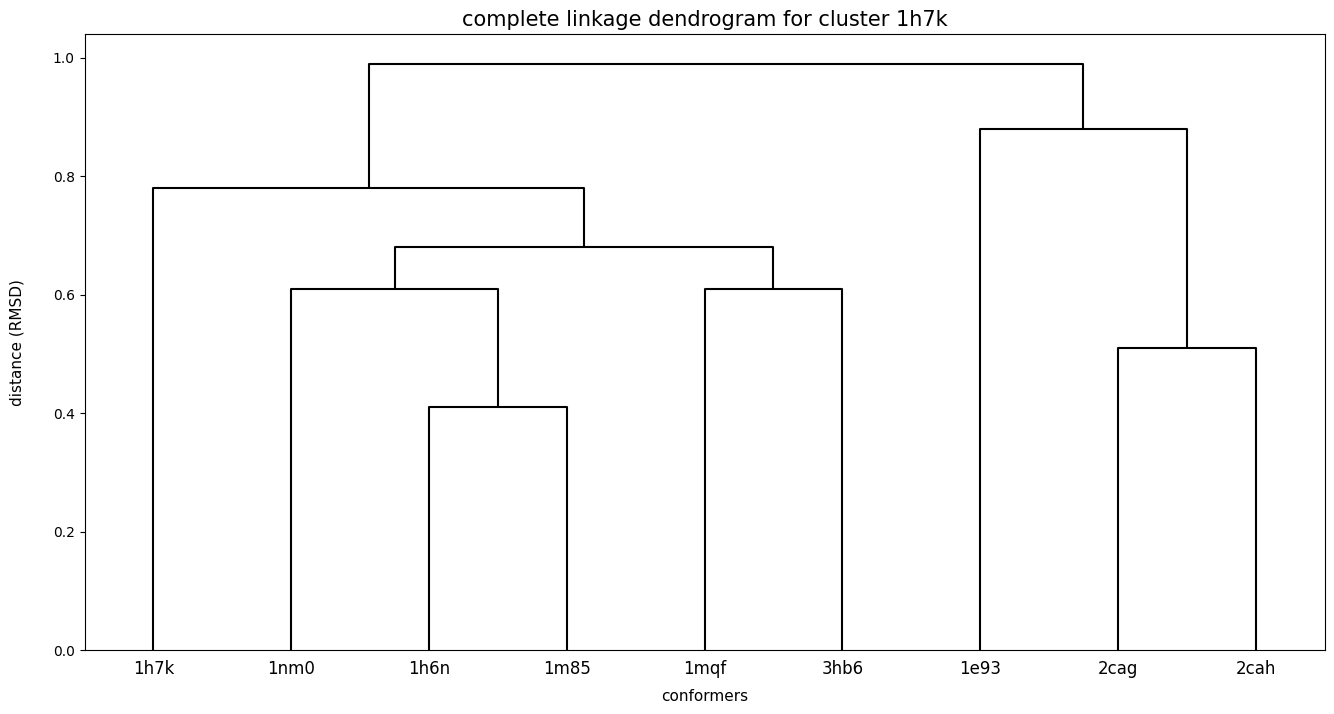 complete linkage dendrogram for cluster 1h7k
1.0
0.8
0.6
0.4
0.2
0.0
distance (RMSD)
1h7k 1nm0 1h6n 1m85 1mqf 3hb6 1e93 2cag 2cah
conformers